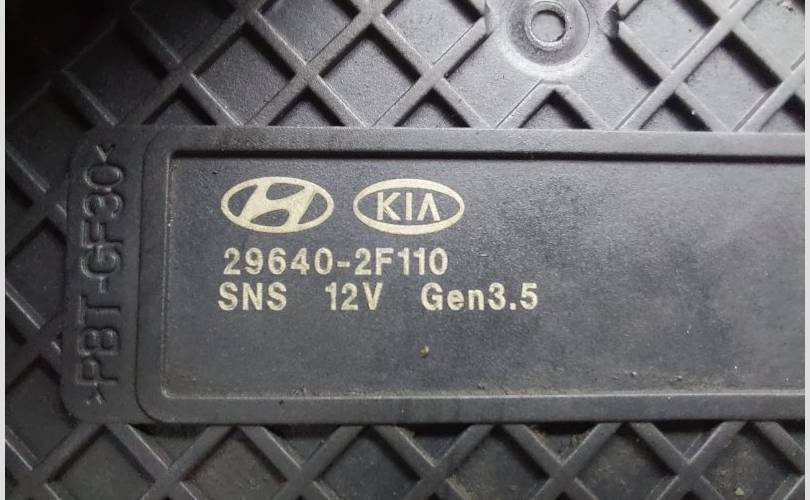 KIA
29640-2F110
SNS 12V Gen3.5
>PBT-GF30<